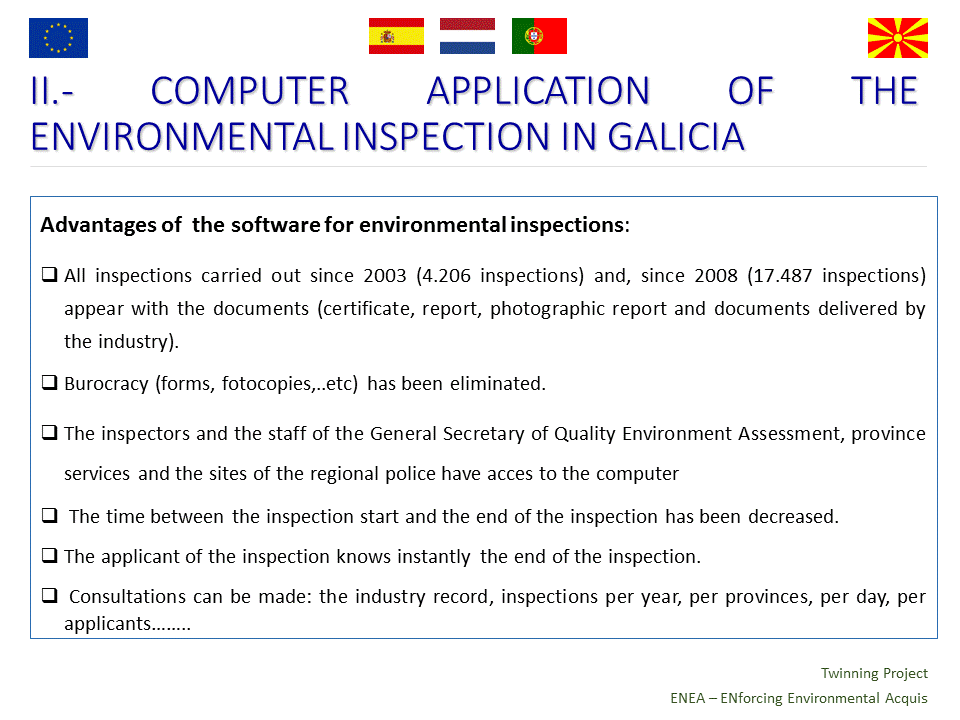 II.- COMPUTER APPLICATION OF THE
ENVIRONMENTAL INSPECTION IN GALICIA
Advantages of the software for environmental inspections:
❑ All inspections carried out since 2003 (4.206 inspections) and, since 2008 (17.487 inspections)
appear with the documents (certificate, report, photographic report and documents delivered by
the industry).
❑ Burocracy (forms, fotocopies,..etc) has been eliminated.
❑ The inspectors and the staff of the General Secretary of Quality Environment Assessment, province
services and the sites of the regional police have acces to the computer
❑ The time between the inspection start and the end of the inspection has been decreased.
❑ The applicant of the inspection knows instantly the end of the inspection.
❑ Consultations can be made: the industry record, inspections per year, per provinces, per day, per
applicants........
Twinning Project
ENEA – ENforcing Environmental Acquis